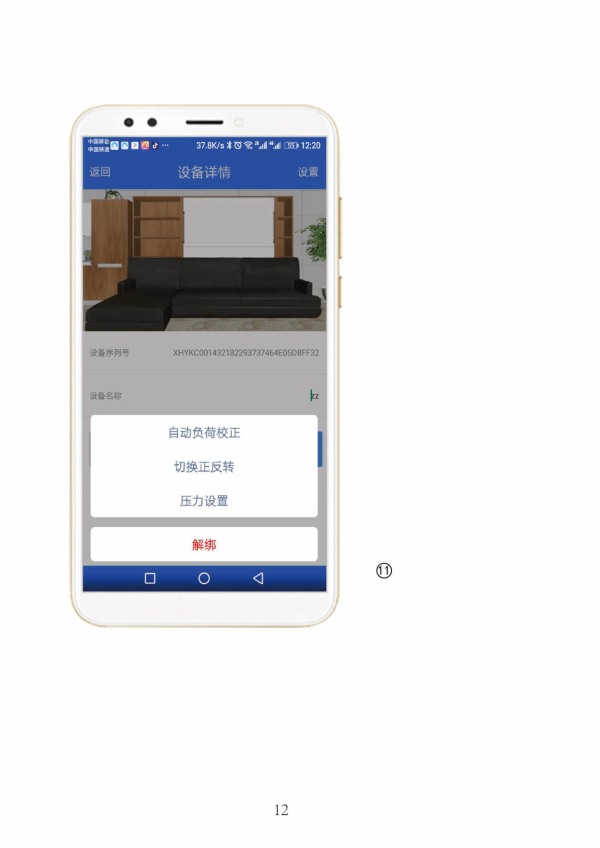 中国移动
中国联通
37.8K/s 55 12:20
返回 设备详情 设置
设备序列号 XHYKC001432182293737464E05D8FF32
设备名称 zz
自动负荷校正
切换正反转
压力设置
解绑
⑪
12